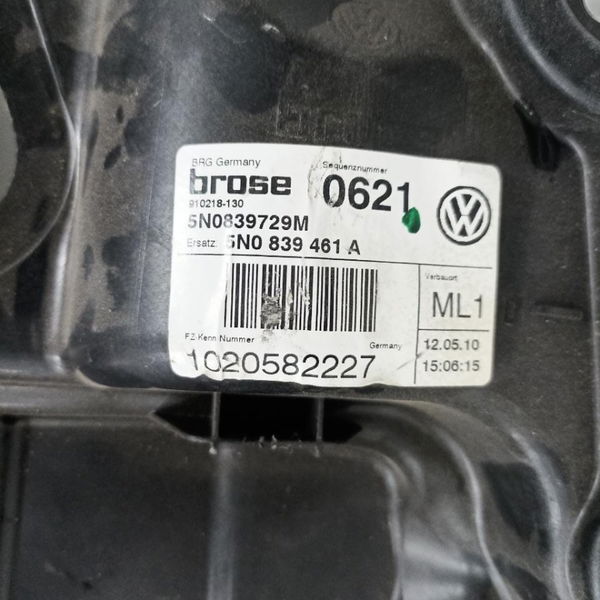 BRG Germany
Sequenznummer
brose 0621
910218-130
5N0839729M
Ersatz. 5N0 839 461 A
Verbauort
ML1
FZ-Kenn Nummer
Germany
12.05.10
1020582227
15:06:15